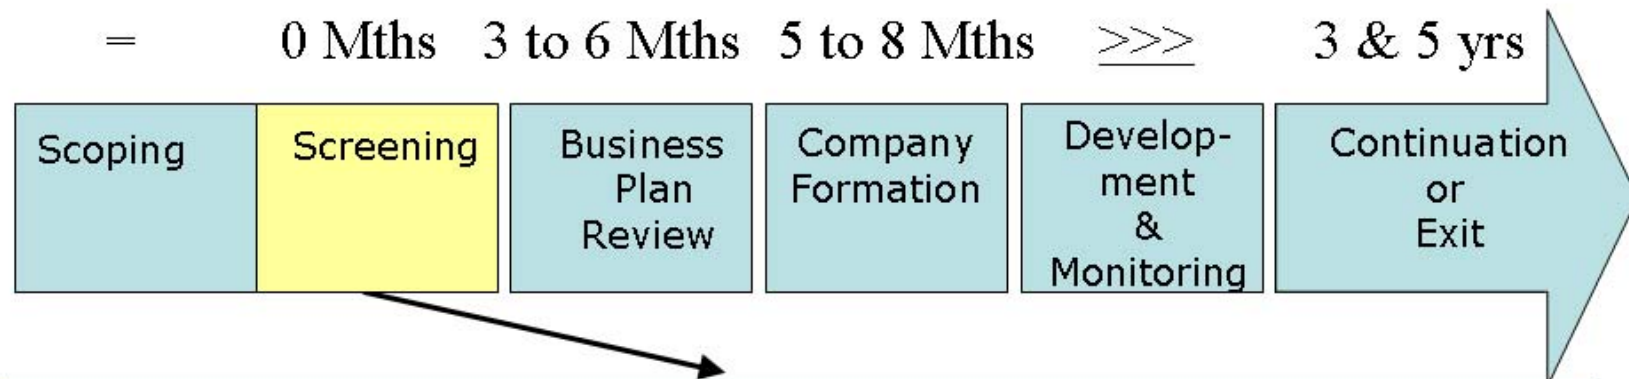 = 0 Mths 3 to 6 Mths 5 to 8 Mths >>> 3 & 5 yrs
Scoping
Screening
Business
Plan
Review
Company
Formation
Develop-
ment
&
Monitoring
Continuation
or
Exit